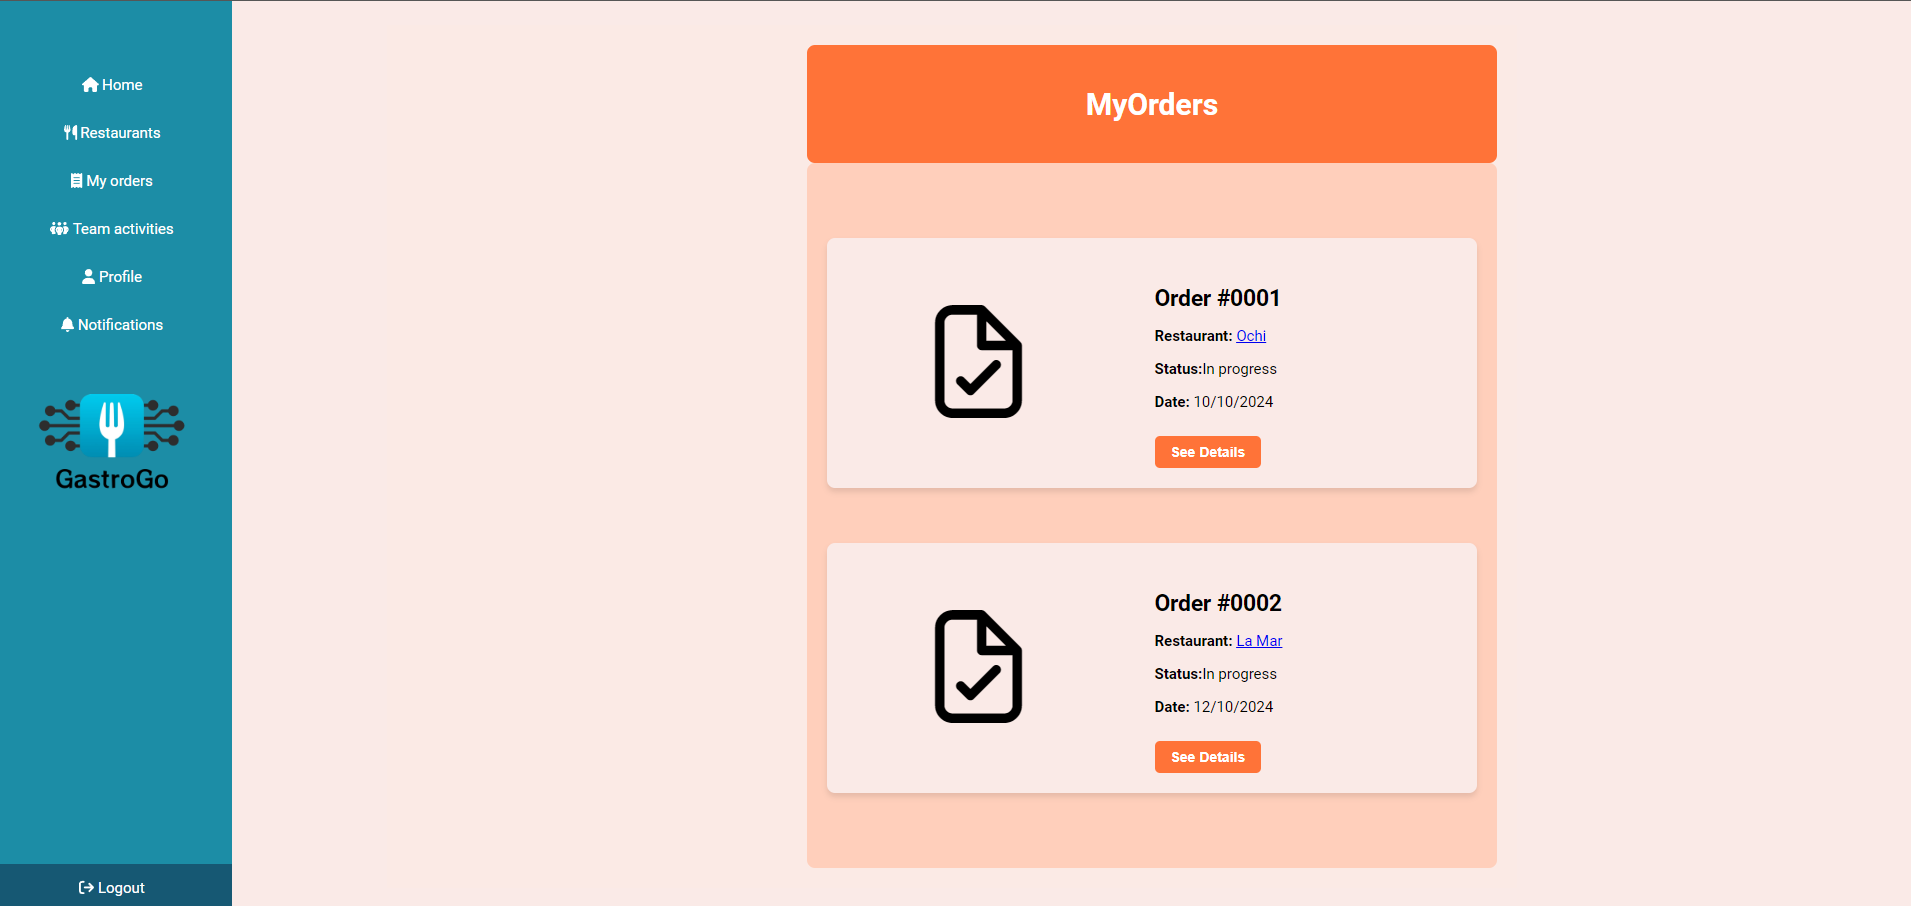 Home
Restaurants
My orders
Team activities
Profile
Notifications
GastroGo
Logout
MyOrders
Order #0001
Restaurant: Ochi
Status:In progress
Date: 10/10/2024
See Details
Order #0002
Restaurant: La Mar
Status:In progress
Date: 12/10/2024
See Details